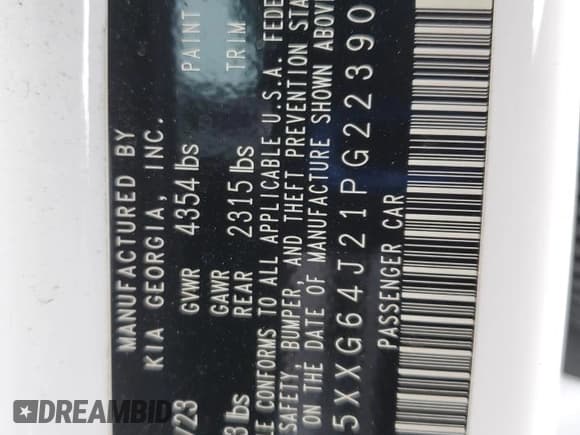 MANUFACTURED BY
KIA GEORGIA, INC.
/23 GVWR 4354 lbs PAINT
3 lbs GAWR REAR 2315 lbs TRIM
LE CONFORMS TO ALL APPLICABLE U.S.A. FEDE
SAFETY, BUMPER, AND THEFT PREVENTION STA
ON THE DATE OF MANUFACTURE SHOWN ABOV
5XXG64J21PG22390
PASSENGER CAR
DREAMBID